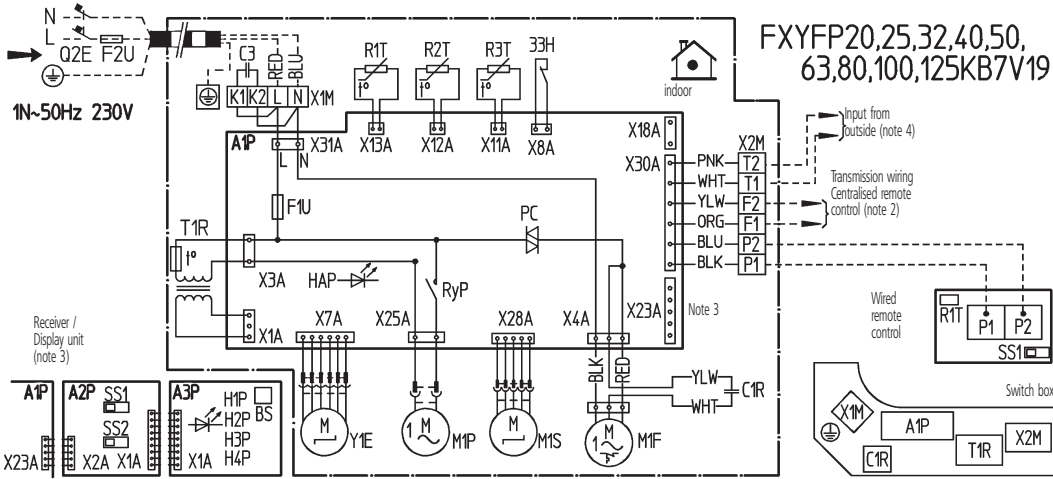 N
L
Q2E F2U
1N~50Hz 230V
C3
RED
BLU
K1 K2 L N X1M
R1T
R2T
R3T
33H
indoor
FXYFP20,25,32,40,50,
63,80,100,125KB7V19
A1P
X31A
L N
X13A
X12A
X11A
X8A
X18A
X30A
X2M
PNK T2
WHT T1
YLW F2
ORG F1
BLU P2
BLK P1
Input from
outside (note 4)
Transmission wiring
Centralised remote
control (note 2)
F1U
T1R
PC
X3A
HAP
RyP
X1A
X7A
X25A
X28A
X4A
X23A
Note 3
BLK
RED
YLW
WHT
C1R
M
Y1E
M
1
M1P
M
M1S
M
1
M1F
Wired
remote
control
R1T
P1 P2
SS1
Receiver /
Display unit
(note 3)
A1P
X23A
A2P
SS1
SS2
X2A X1A
A3P
H1P
H2P
H3P
H4P
BS
X1A
Switch box
X1M
A1P
C1R
T1R
X2M